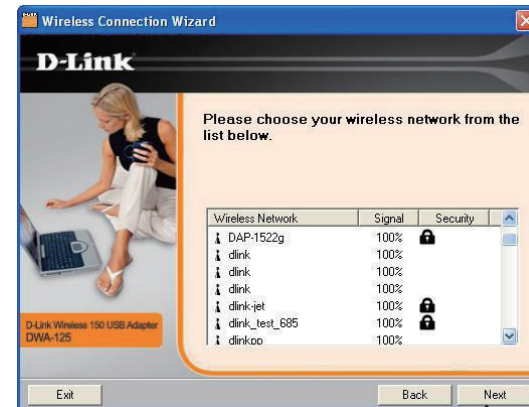 Wireless Connection Wizard
D-Link
Please choose your wireless network from the
list below.
Wireless Network Signal Security
DAP-1522g 100%
dlink 100%
dlink 100%
dlink 100%
dlink-jet 100%
dlink_test_685 100%
dlinkpp 100%
D-Link Wireless 150 USB Adapter
DWA-125
Exit Back Next